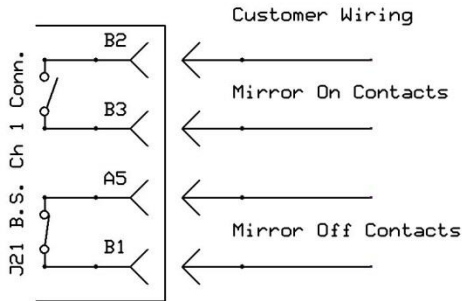 Customer Wiring
B2
Mirror On Contacts
B3
A5
Mirror Off Contacts
B1
J21 B.S. Ch 1 Conn.